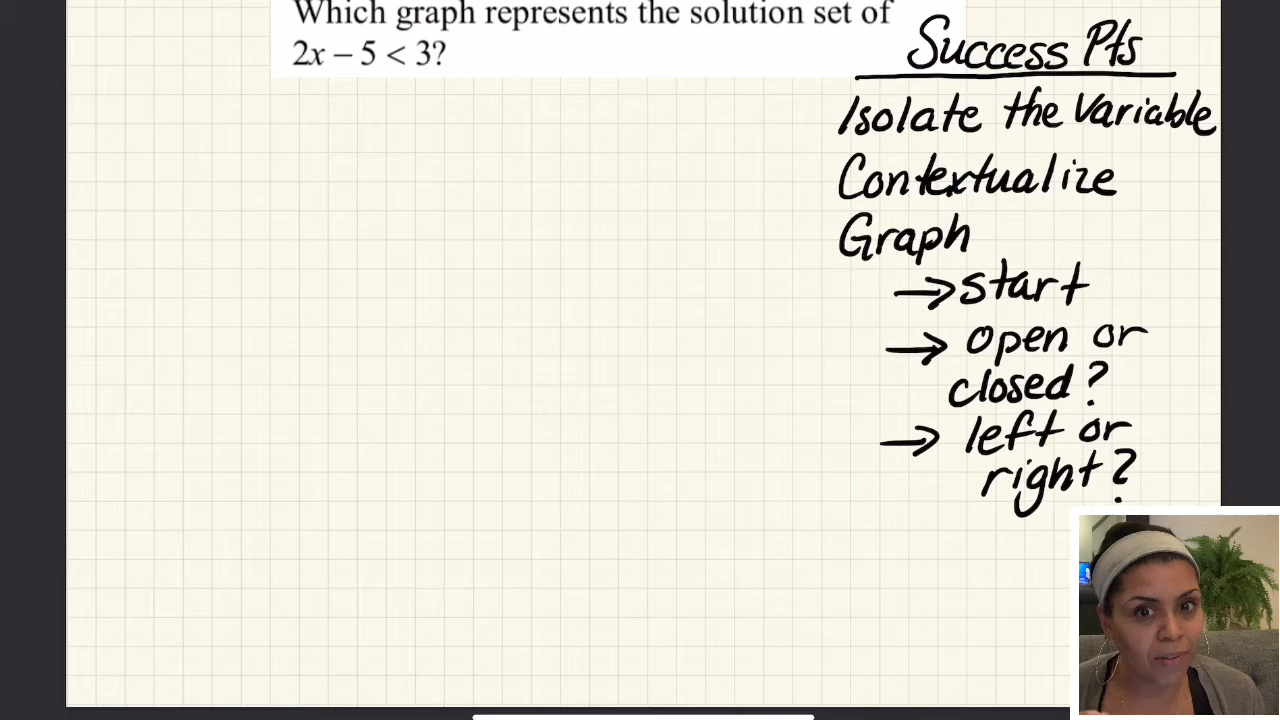 Which graph represents the solution set of
2x – 5 < 3?
Success Pts
Isolate the Variable
Contextualize
Graph
→ start
→ open or
closed?
→ left or
right?